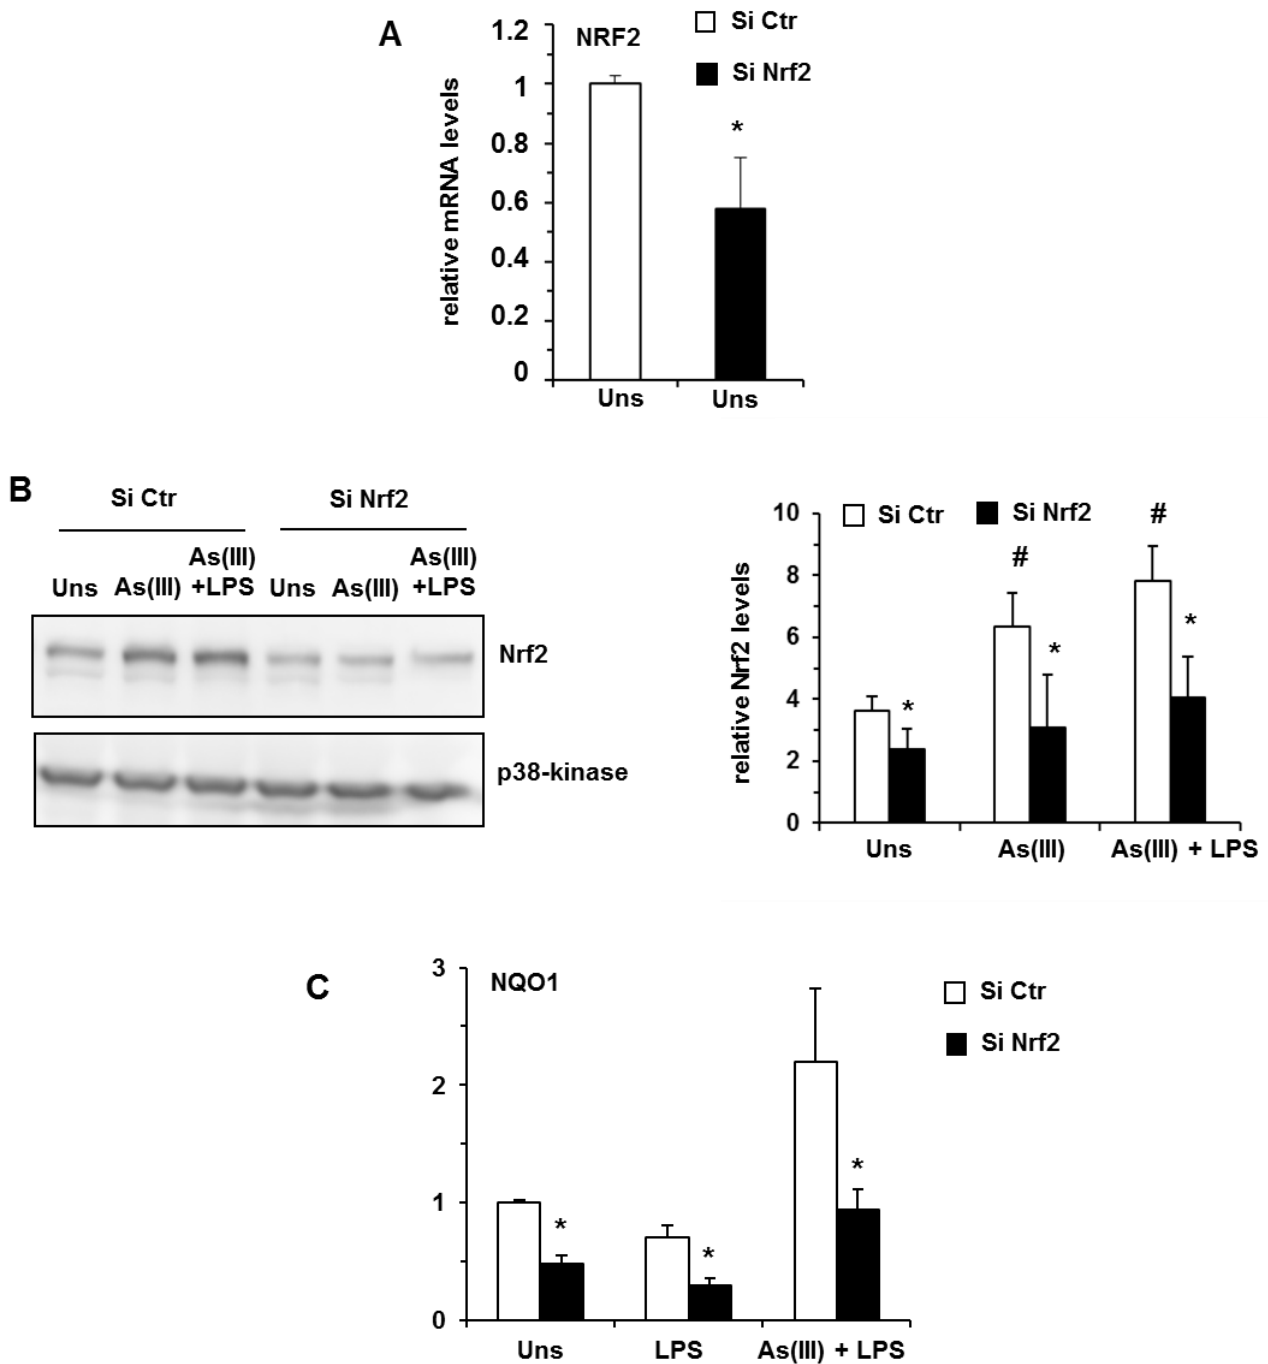 A
NRF2
Si Ctr
Si Nrf2
relative mRNA levels
1.2
1
0.8
0.6
0.4
0.2
0
*
Uns
Uns
B
Si Ctr
Si Nrf2
Uns
As(III)
As(III)
+LPS
Uns
As(III)
As(III)
+LPS
Nrf2
p38-kinase
Si Ctr
Si Nrf2
relative Nrf2 levels
10
8
6
4
2
0
*
#
*
#
*
Uns
As(III)
As(III) + LPS
C
NQO1
Si Ctr
Si Nrf2
3
2
1
0
*
*
*
Uns
LPS
As(III) + LPS